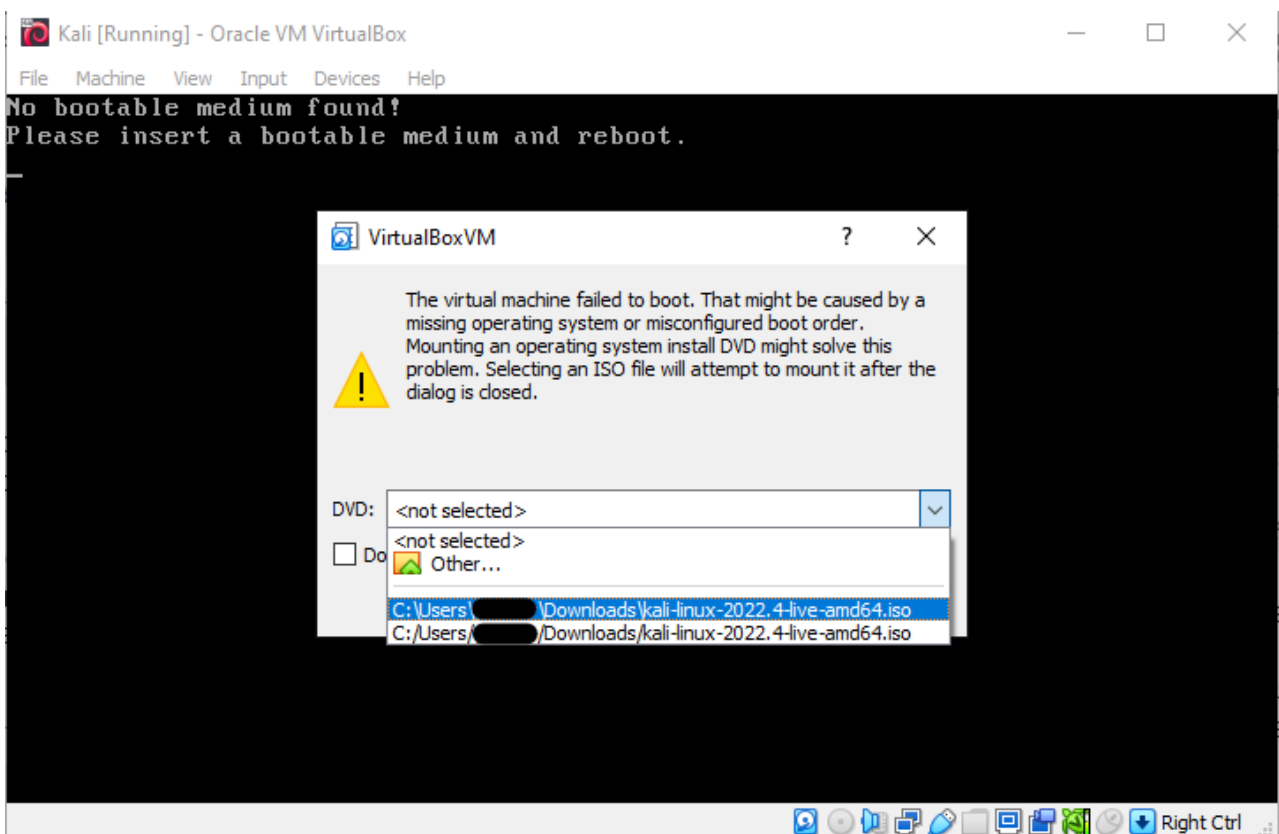 Kali [Running] - Oracle VM VirtualBox
File Machine View Input Devices Help
No bootable medium found!
Please insert a bootable medium and reboot.
VirtualBoxVM
The virtual machine failed to boot. That might be caused by a
missing operating system or misconfigured boot order.
Mounting an operating system install DVD might solve this
problem. Selecting an ISO file will attempt to mount it after the
dialog is closed.
DVD: <not selected>
<not selected>
Do
Other...
C:\Users\ \Downloads\kali-linux-2022.4-live-amd64.iso
C:/Users/ /Downloads/kali-linux-2022.4-live-amd64.iso
Right Ctrl